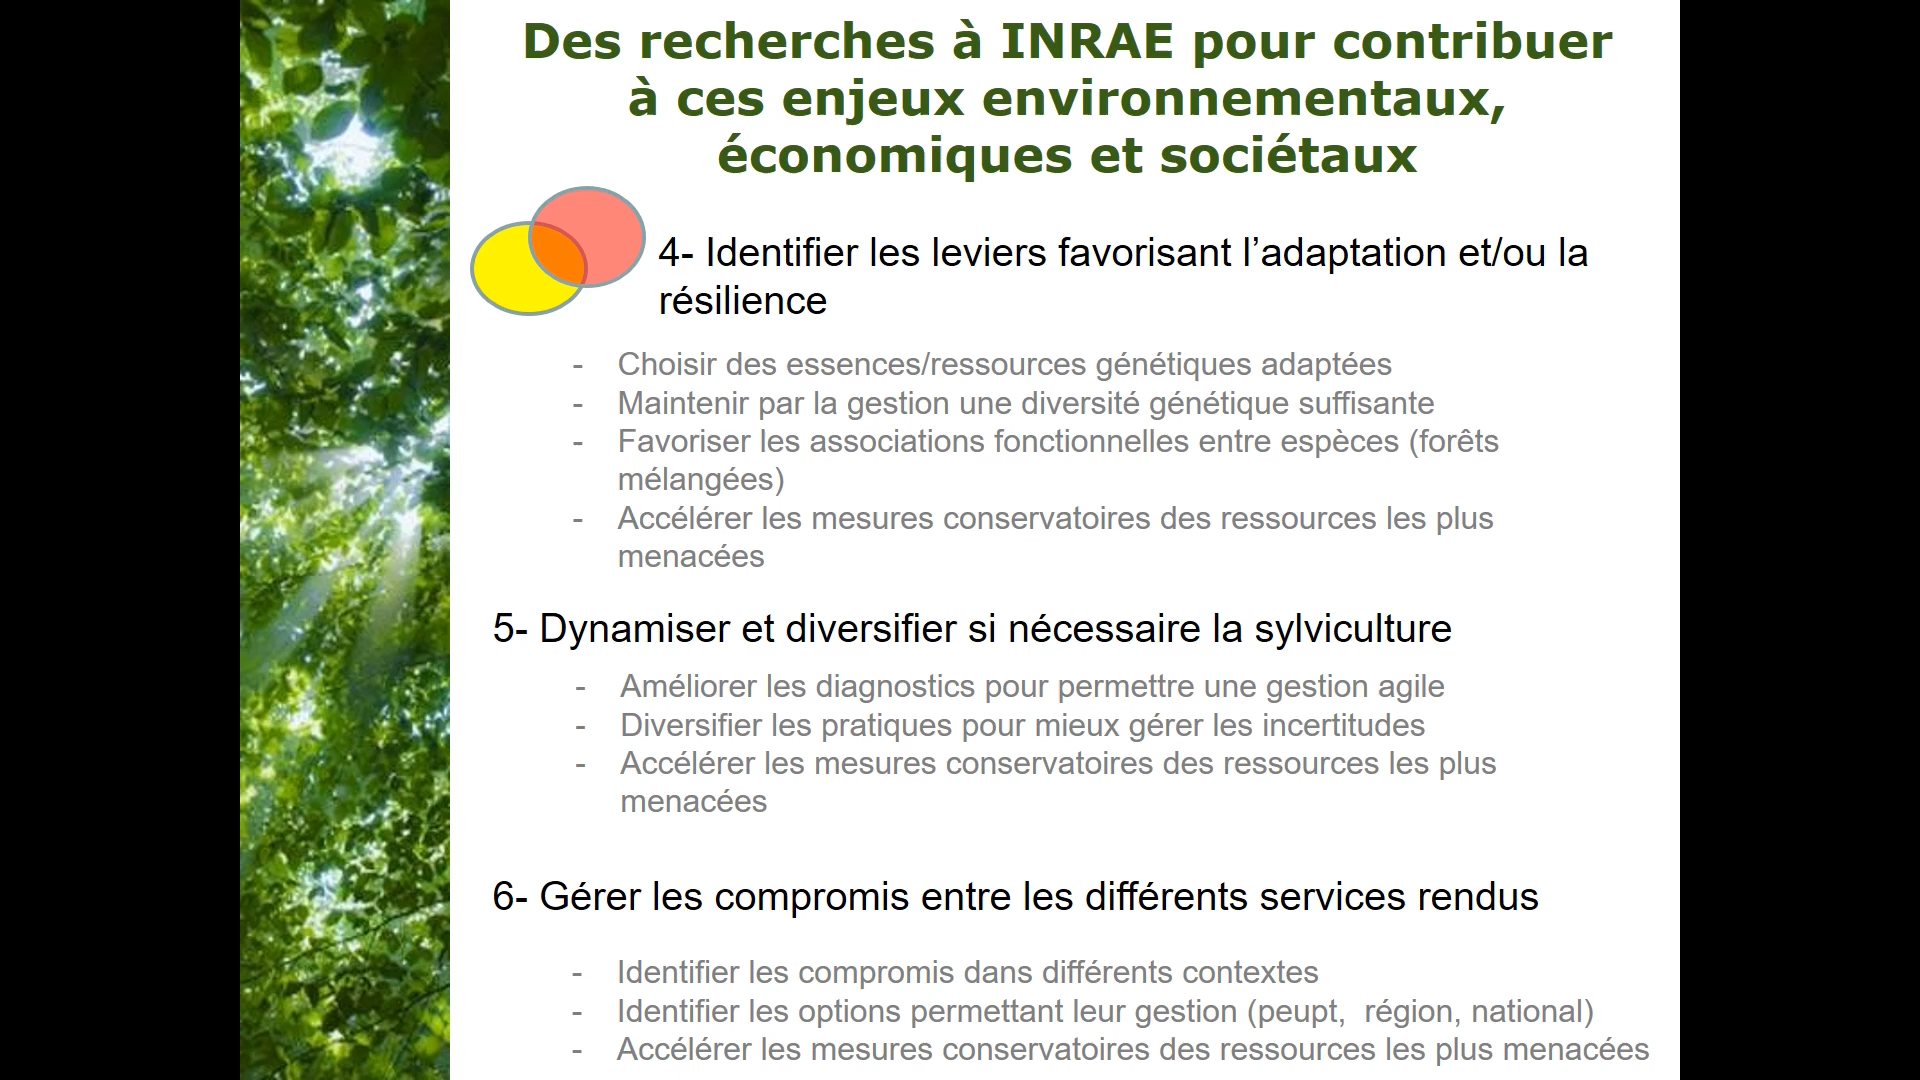 Des recherches à INRAE pour contribuer
à ces enjeux environnementaux,
économiques et sociétaux
4- Identifier les leviers favorisant l’adaptation et/ou la
résilience
- Choisir des essences/ressources génétiques adaptées
- Maintenir par la gestion une diversité génétique suffisante
- Favoriser les associations fonctionnelles entre espèces (forêts
mélangées)
- Accélérer les mesures conservatoires des ressources les plus
menacées
5- Dynamiser et diversifier si nécessaire la sylviculture
- Améliorer les diagnostics pour permettre une gestion agile
- Diversifier les pratiques pour mieux gérer les incertitudes
- Accélérer les mesures conservatoires des ressources les plus
menacées
6- Gérer les compromis entre les différents services rendus
- Identifier les compromis dans différents contextes
- Identifier les options permettant leur gestion (peupt, région, national)
- Accélérer les mesures conservatoires des ressources les plus menacées